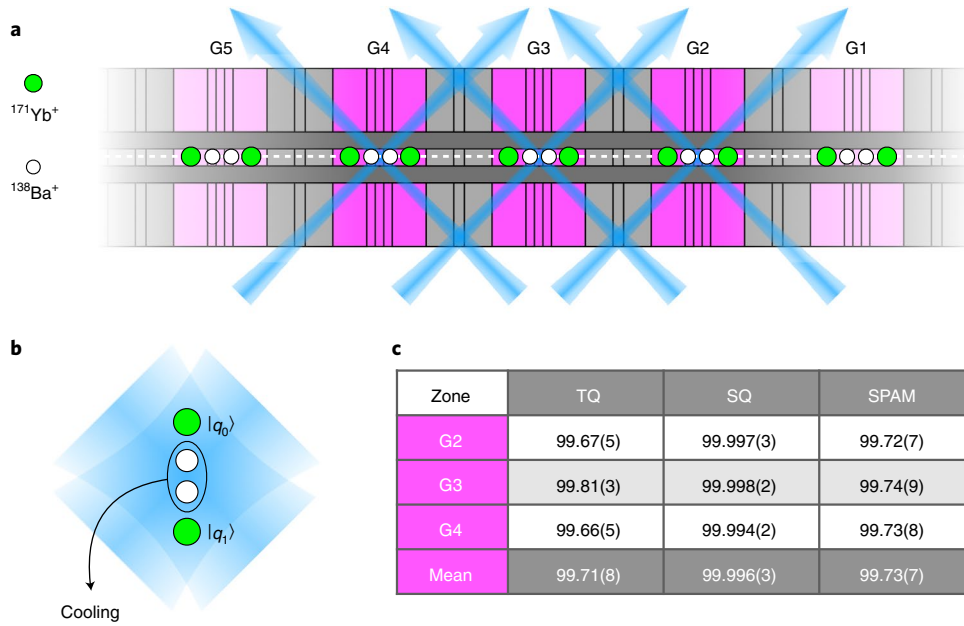 a
G5 G4 G3 G2 G1
¹⁷¹Yb⁺
¹³⁸Ba⁺
b
|q₀⟩
|q₁⟩
Cooling
c
Zone TQ SQ SPAM
G2 99.67(5) 99.997(3) 99.72(7)
G3 99.81(3) 99.998(2) 99.74(9)
G4 99.66(5) 99.994(2) 99.73(8)
Mean 99.71(8) 99.996(3) 99.73(7)